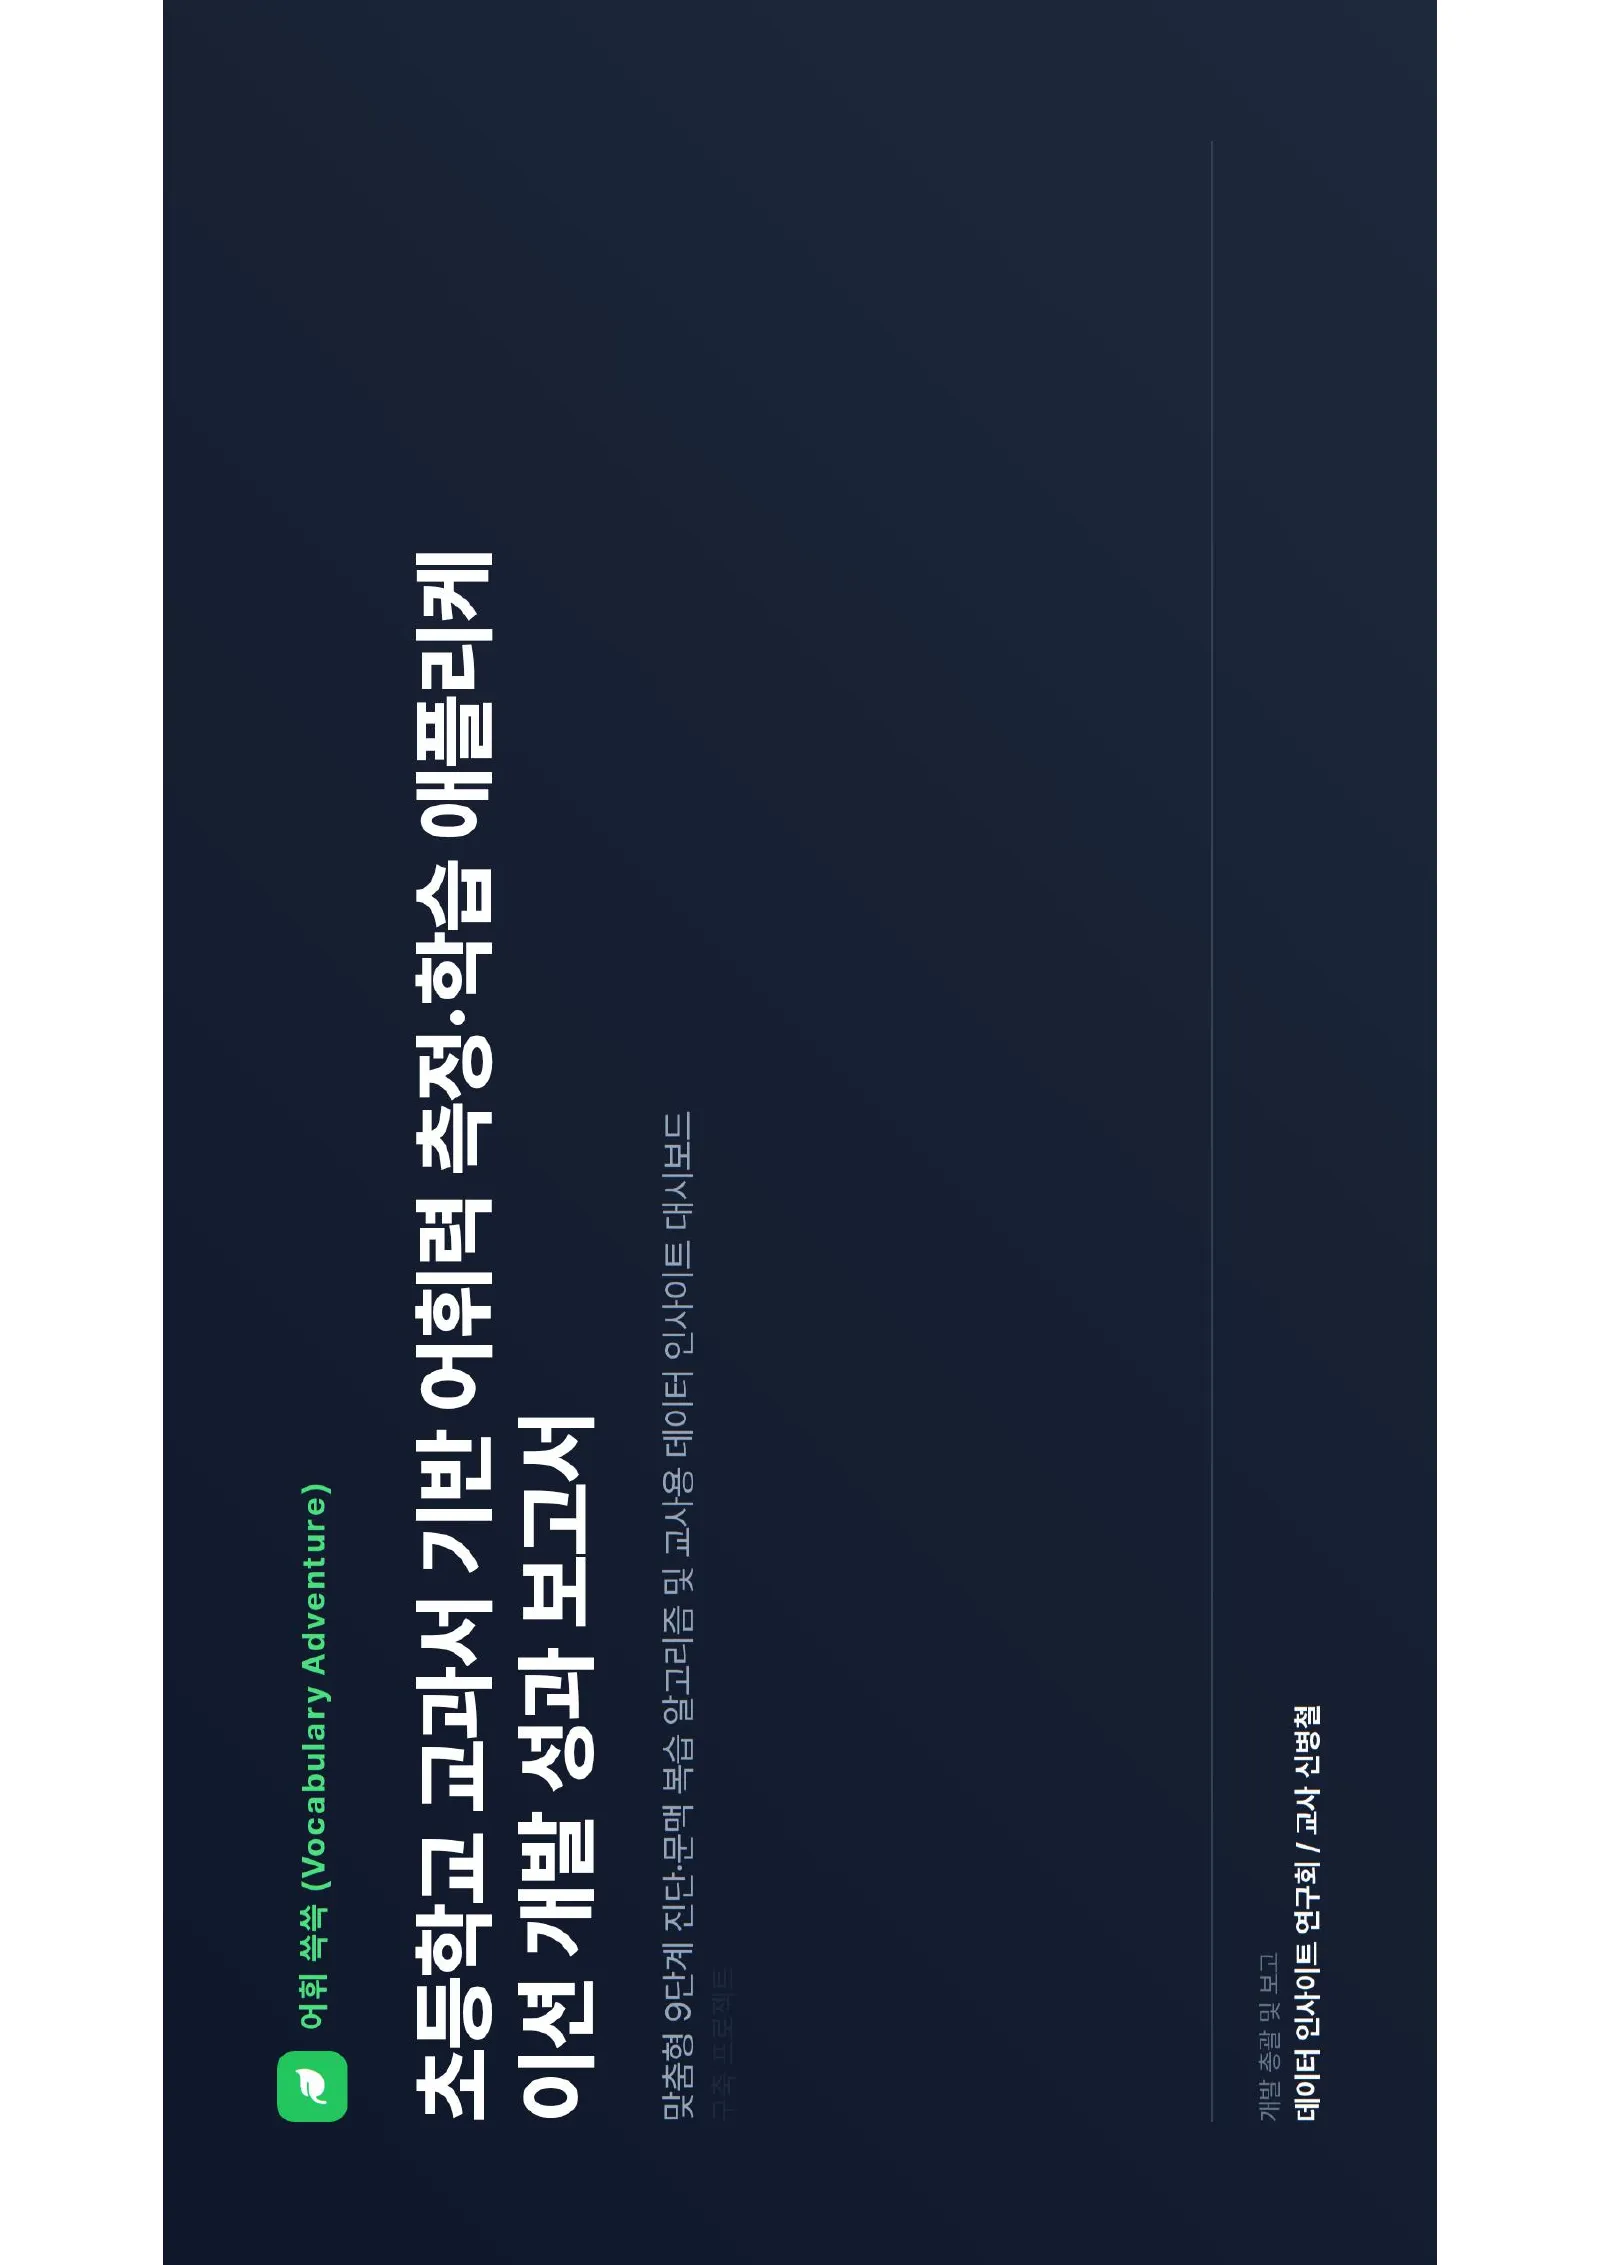 어휘 쏙쏙 (Vocabulary Adventure)
초등학교 교과서 기반 어휘력 측정·학습 애플리케
이션 개발 성과 보고서
맞춤형 9단계 진단·문맥 복습 알고리즘 및 교사용 데이터 인사이트 대시보드
구축 프로젝트
개발 총괄 및 보고
데이터 인사이트 연구회 / 교사 신병철